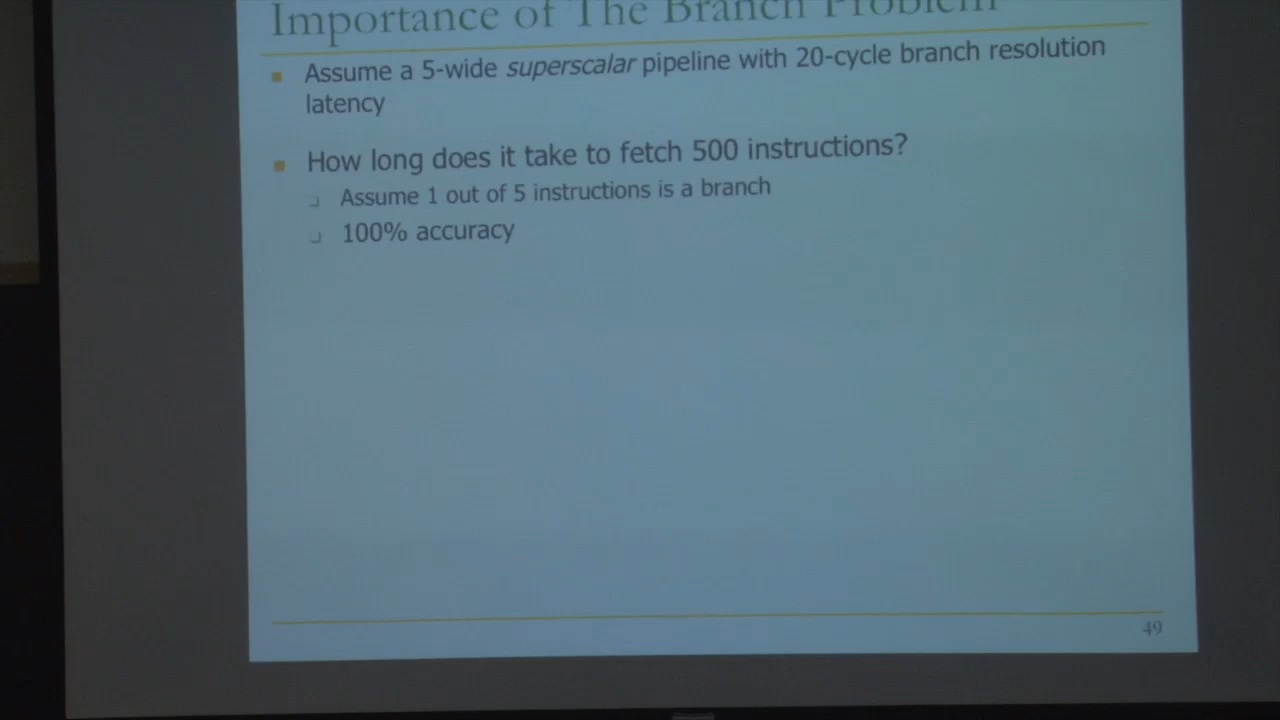 Importance of The Branch Problem
Assume a 5-wide superscalar pipeline with 20-cycle branch resolution
latency
How long does it take to fetch 500 instructions?
Assume 1 out of 5 instructions is a branch
100% accuracy
49